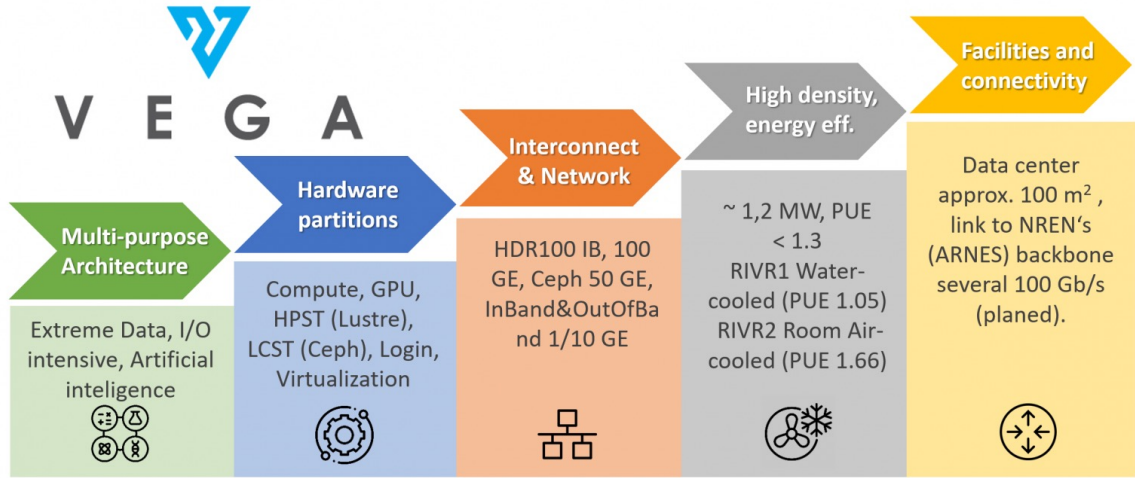 VEGA
Multi-purpose
Architecture
Extreme Data, I/O
intensive, Artificial
inteligence
Hardware
partitions
Compute, GPU,
HPST (Lustre),
LCST (Ceph), Login,
Virtualization
Interconnect
& Network
HDR100 IB, 100
GE, Ceph 50 GE,
InBand&OutOfBa
nd 1/10 GE
High density,
energy eff.
~ 1,2 MW, PUE
< 1.3
RIVR1 Water-
cooled (PUE 1.05)
RIVR2 Room Air-
cooled (PUE 1.66)
Facilities and
connectivity
Data center
approx. 100 m² ,
link to NREN‘s
(ARNES) backbone
several 100 Gb/s
(planed).